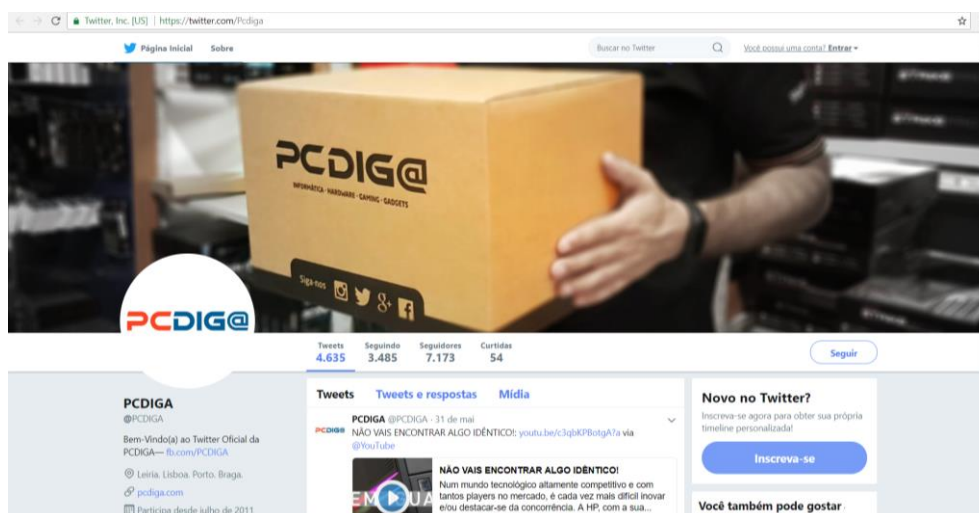 Twitter, Inc. [US] | https://twitter.com/Pcdiga
Página Inicial Sobre
Buscar no Twitter
Você possui uma conta? Entrar
PCDIG@
INFORMÁTICA · HARDWARE · GAMING · GADGETS
Siga-nos
PCDIG@
Tweets Seguindo Seguidores Curtidas
4.635 3.485 7.173 54
Seguir
PCDIGA
@PCDIGA
Bem-Vindo(a) ao Twitter Oficial da
PCDIGA— fb.com/PCDIGA
Leiria. Lisboa. Porto. Braga.
pcdiga.com
Participa desde julho de 2011
Tweets Tweets e respostas Mídia
PCDIGA @PCDIGA · 31 de mai
PCDIG@
NÃO VAIS ENCONTRAR ALGO IDÊNTICO!: youtu.be/c3qbKPBotgA?a via
@YouTube
NÃO VAIS ENCONTRAR ALGO IDÊNTICO!
Num mundo tecnológico altamente competitivo e com
tantos players no mercado, é cada vez mais difícil inovar
e/ou destacar-se da concorrência. A HP, com a sua...
Novo no Twitter?
Inscreva-se agora para obter sua própria
timeline personalizada!
Inscreva-se
Você também pode gostar